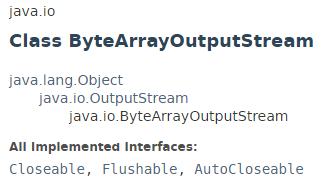 java.io
Class ByteArrayOutputStream
java.lang.Object
java.io.OutputStream
java.io.ByteArrayOutputStream
All Implemented Interfaces:
Closeable, Flushable, AutoCloseable